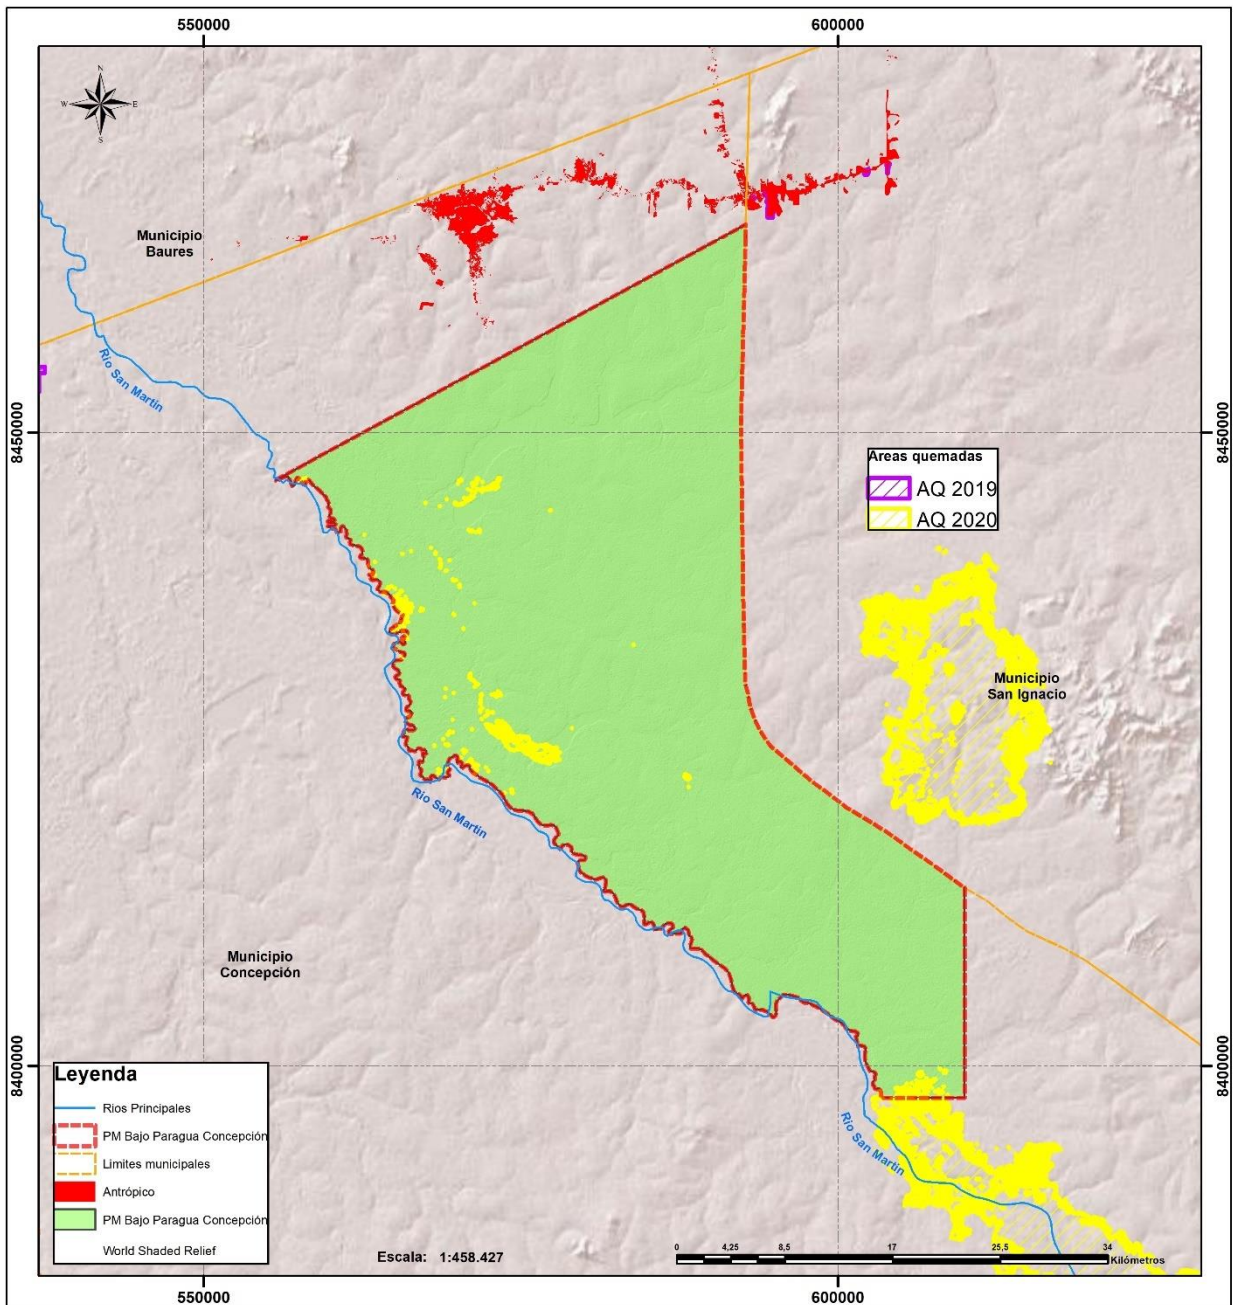 550000
600000
N
W
E
S
Municipio
Baures
Rio San Martin
8450000
8450000
Areas quemadas
AQ 2019
AQ 2020
Municipio
San Ignacio
Rio San Martin
Municipio
Concepción
8400000
8400000
Leyenda
Rios Principales
PM Bajo Paragua Concepción
Limites municipales
Antrópico
PM Bajo Paragua Concepción
World Shaded Relief
Rio San Martin
Escala: 1:458.427
0 4,25 8,5 17 25,5 34
Kilómetros
550000
600000